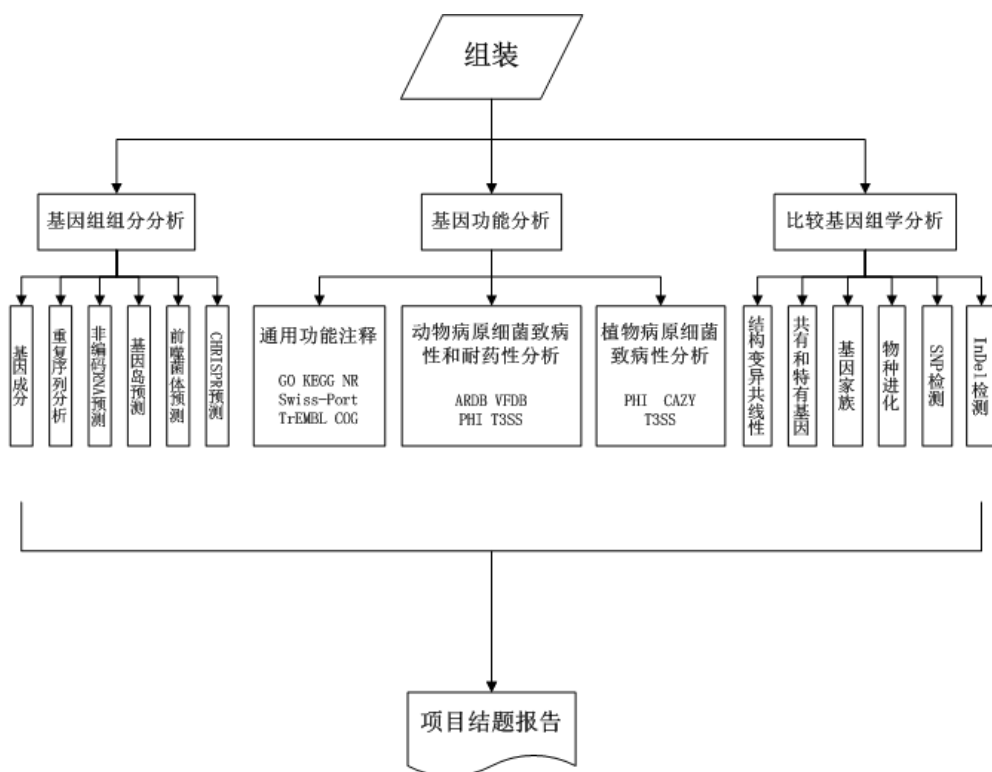 组装
基因组组分分析
基因功能分析
比较基因组学分析
基因成分
重复序列分析
非编码RNA预测
基因岛预测
前噬菌体预测
CHRISPR预测
通用功能注释
GO KEGG NR
Swiss-Port
TrEMBL COG
动物病原细菌致病
性和耐药性分析
ARDB VFDB
PHI T3SS
植物病原细菌
致病性分析
PHI CAZY
T3SS
结构变异共线性
共有和特有基因
基因家族
物种进化
SNP检测
InDel检测
项目结题报告